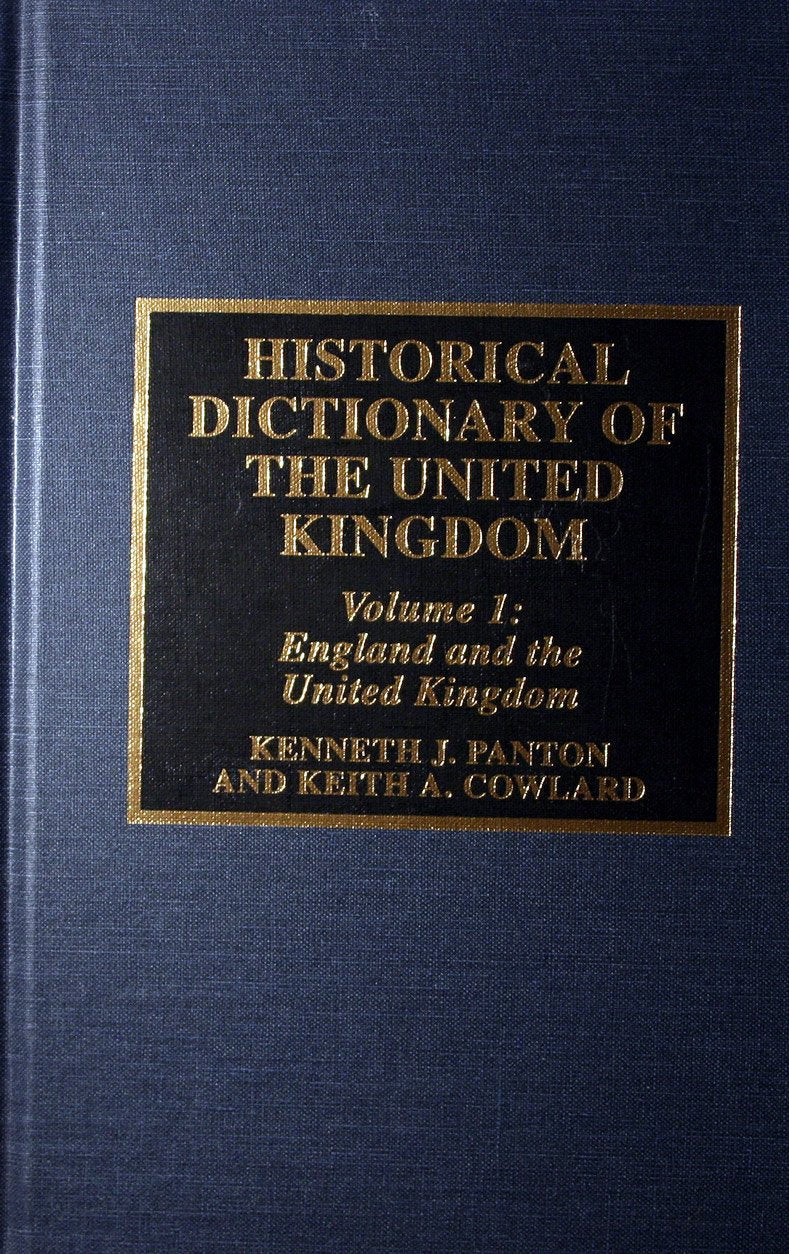 HISTORICAL
DICTIONARY OF
THE UNITED
KINGDOM
Volume 1:
England and the
United Kingdom
KENNETH J. PANTON
AND KEITH A. COWLARD